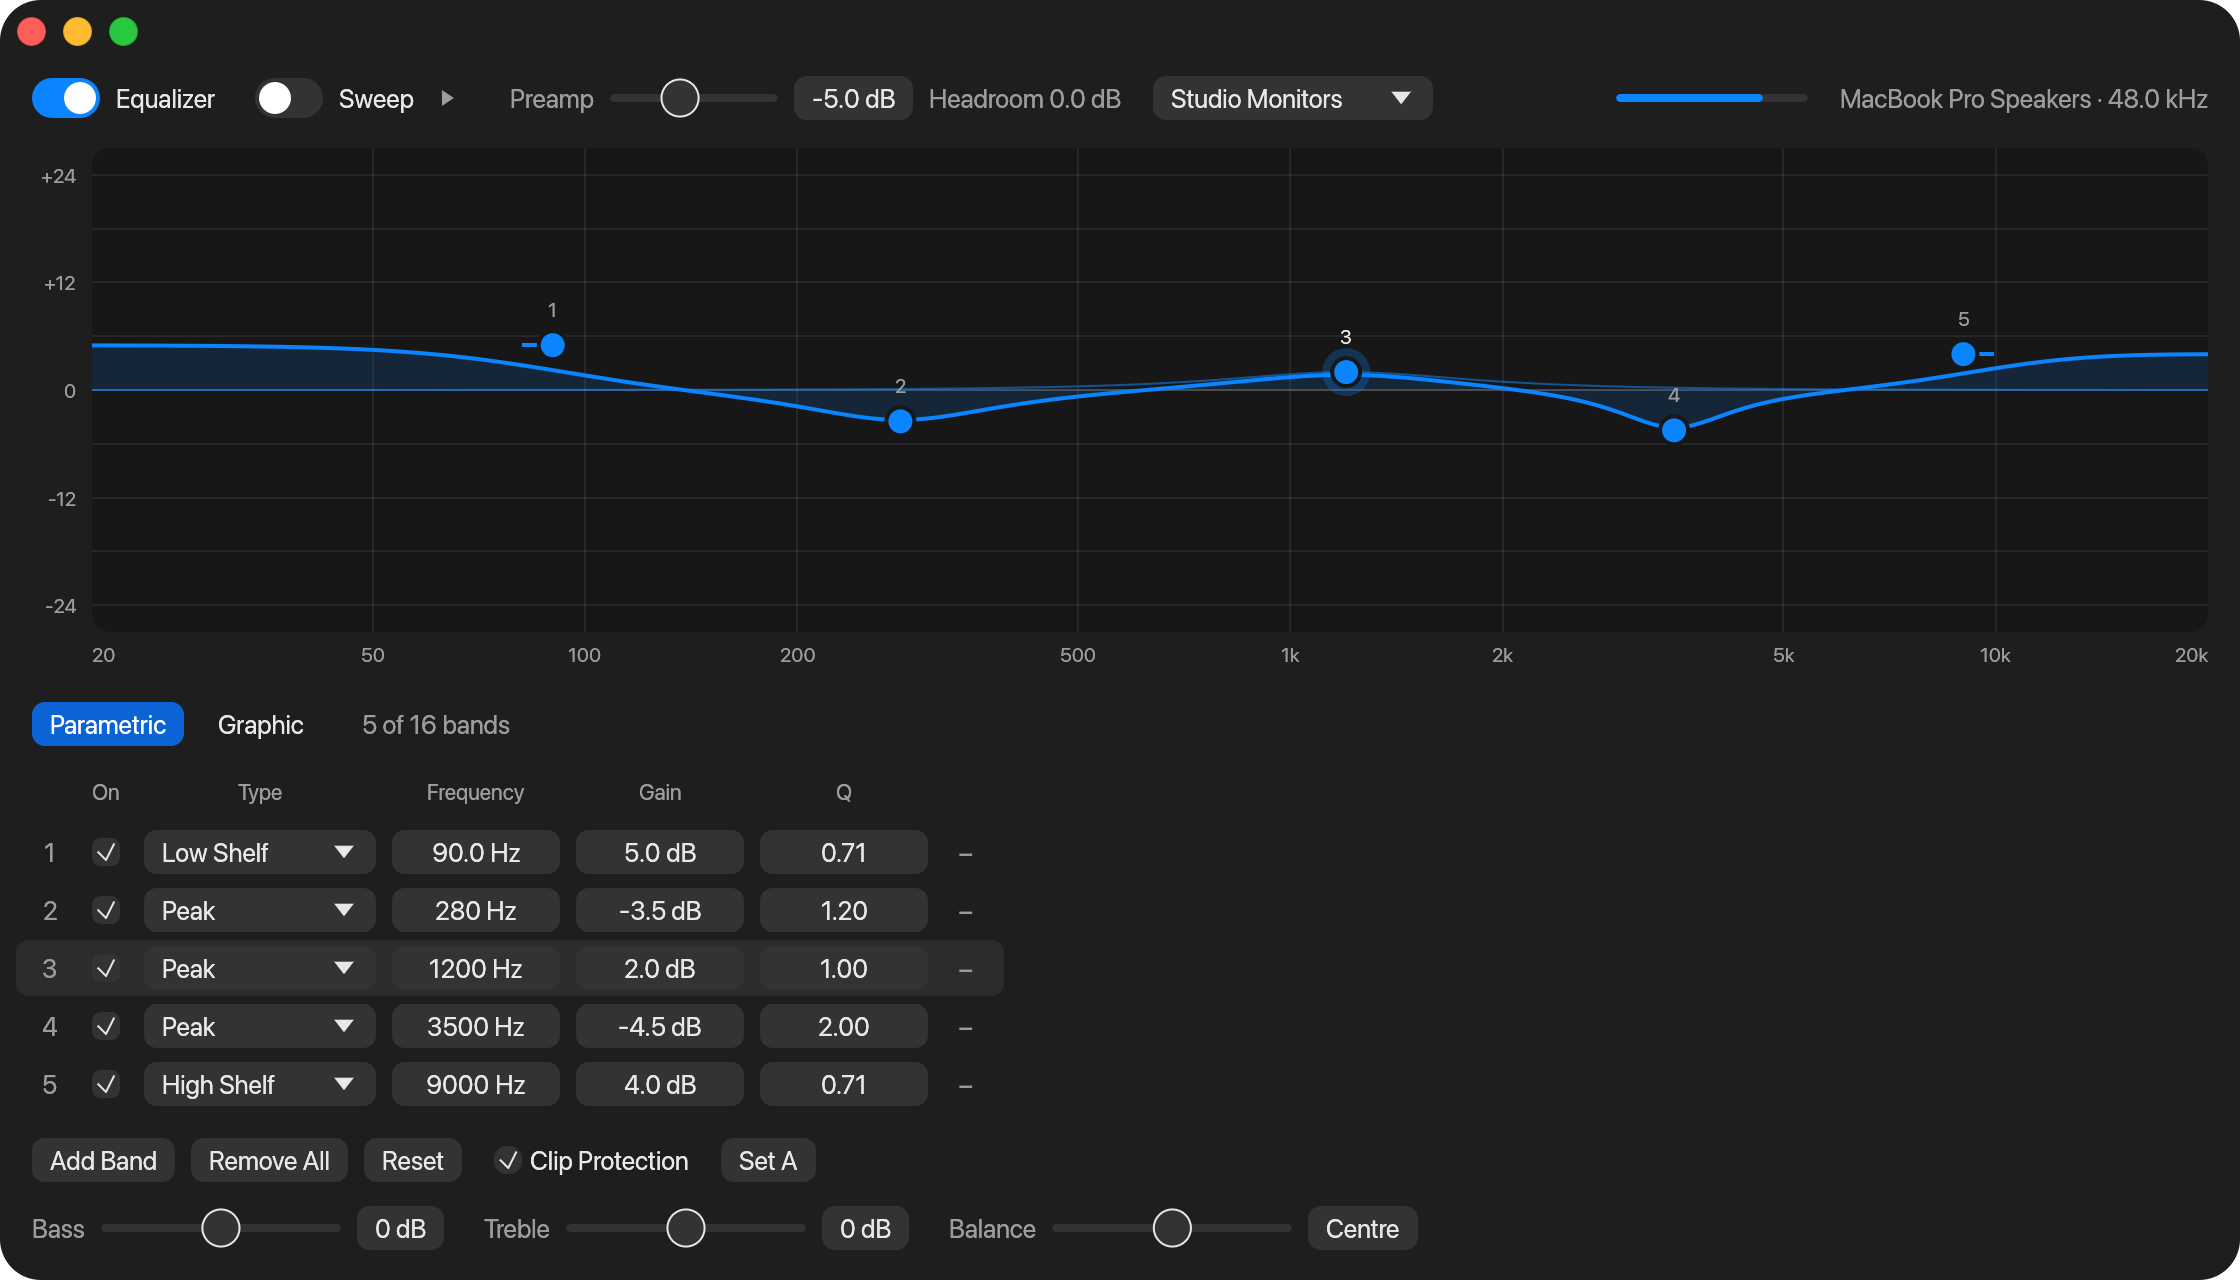 Equalizer Sweep Preamp -5.0 dB Headroom 0.0 dB Studio Monitors MacBook Pro Speakers · 48.0 kHz
+24
+12
0
-12
-24
1
2
3
4
5
20 50 100 200 500 1k 2k 5k 10k 20k
Parametric Graphic 5 of 16 bands
On Type Frequency Gain Q
1 Low Shelf 90.0 Hz 5.0 dB 0.71 –
2 Peak 280 Hz -3.5 dB 1.20 –
3 Peak 1200 Hz 2.0 dB 1.00 –
4 Peak 3500 Hz -4.5 dB 2.00 –
5 High Shelf 9000 Hz 4.0 dB 0.71 –
Add Band Remove All Reset Clip Protection Set A
Bass 0 dB Treble 0 dB Balance Centre